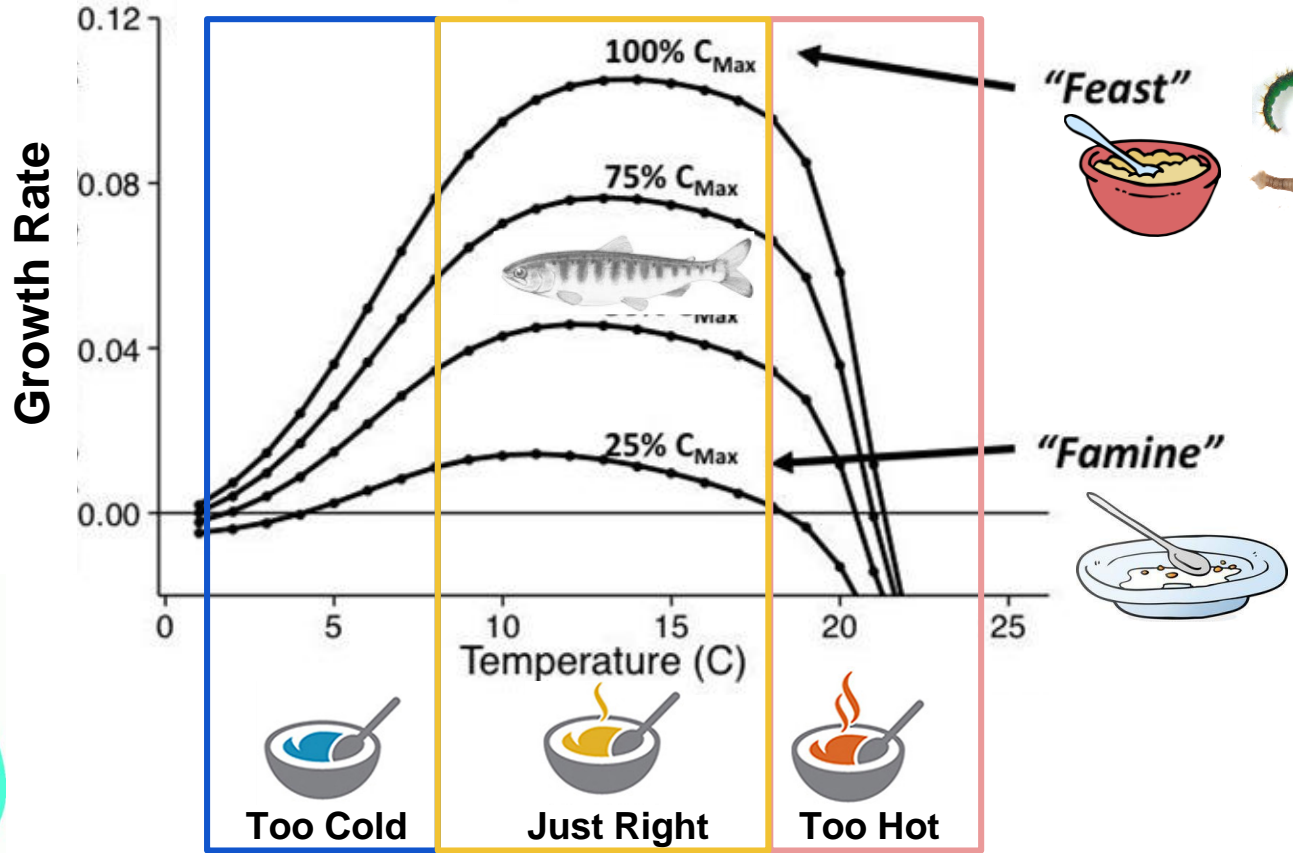 0.12
100% CMax
"Feast"
0.08
75% CMax
Growth Rate
Max
0.04
25% CMax
"Famine"
0.00
0 5 10 15 20 25
Temperature (C)
Too Cold Just Right Too Hot